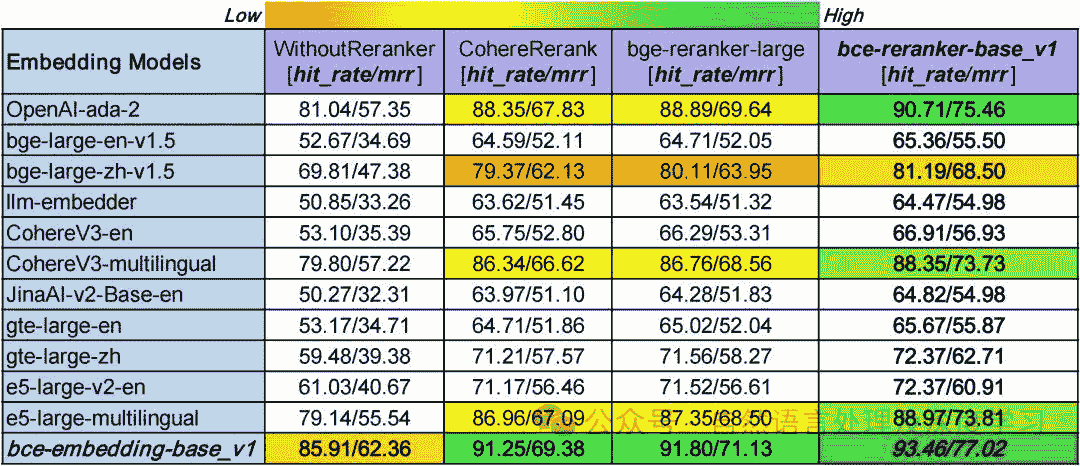 Low High
Embedding Models WithoutReranker [hit_rate/mrr] CohereRerank [hit_rate/mrr] bge-reranker-large [hit_rate/mrr] bce-reranker-base_v1 [hit_rate/mrr]
OpenAI-ada-2 81.04/57.35 88.35/67.83 88.89/69.64 90.71/75.46
bge-large-en-v1.5 52.67/34.69 64.59/52.11 64.71/52.05 65.36/55.50
bge-large-zh-v1.5 69.81/47.38 79.37/62.13 80.11/63.95 81.19/68.50
llm-embedder 50.85/33.26 63.62/51.45 63.54/51.32 64.47/54.98
CohereV3-en 53.10/35.39 65.75/52.80 66.29/53.31 66.91/56.93
CohereV3-multilingual 79.80/57.22 86.34/66.62 86.76/68.56 88.35/73.73
JinaAI-v2-Base-en 50.27/32.31 63.97/51.10 64.28/51.83 64.82/54.98
gte-large-en 53.17/34.71 64.71/51.86 65.02/52.04 65.67/55.87
gte-large-zh 59.48/39.38 71.21/57.57 71.56/58.27 72.37/62.71
e5-large-v2-en 61.03/40.67 71.17/56.46 71.52/56.61 72.37/60.91
e5-large-multilingual 79.14/55.54 86.96/67.09 87.35/68.50 88.97/73.81
公众号 自然语言处理 学习
bce-embedding-base_v1 85.91/62.36 91.25/69.38 91.80/71.13 93.46/77.02